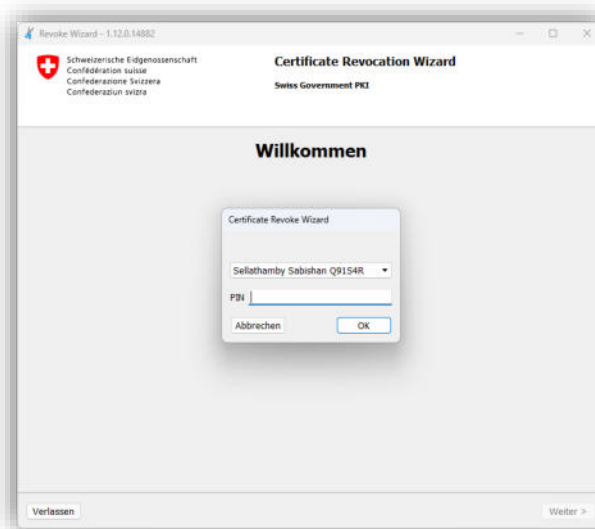 Revoke Wizard - 1.12.0.14882
Schweizerische Eidgenossenschaft
Confédération suisse
Confederazione Svizzera
Confederaziun svizra
Certificate Revocation Wizard
Swiss Government PKI
Willkommen
Certificate Revoke Wizard
Sellathamby Sabishan Q91S4R
PIN
Abbrechen
OK
Verlassen
Weiter >